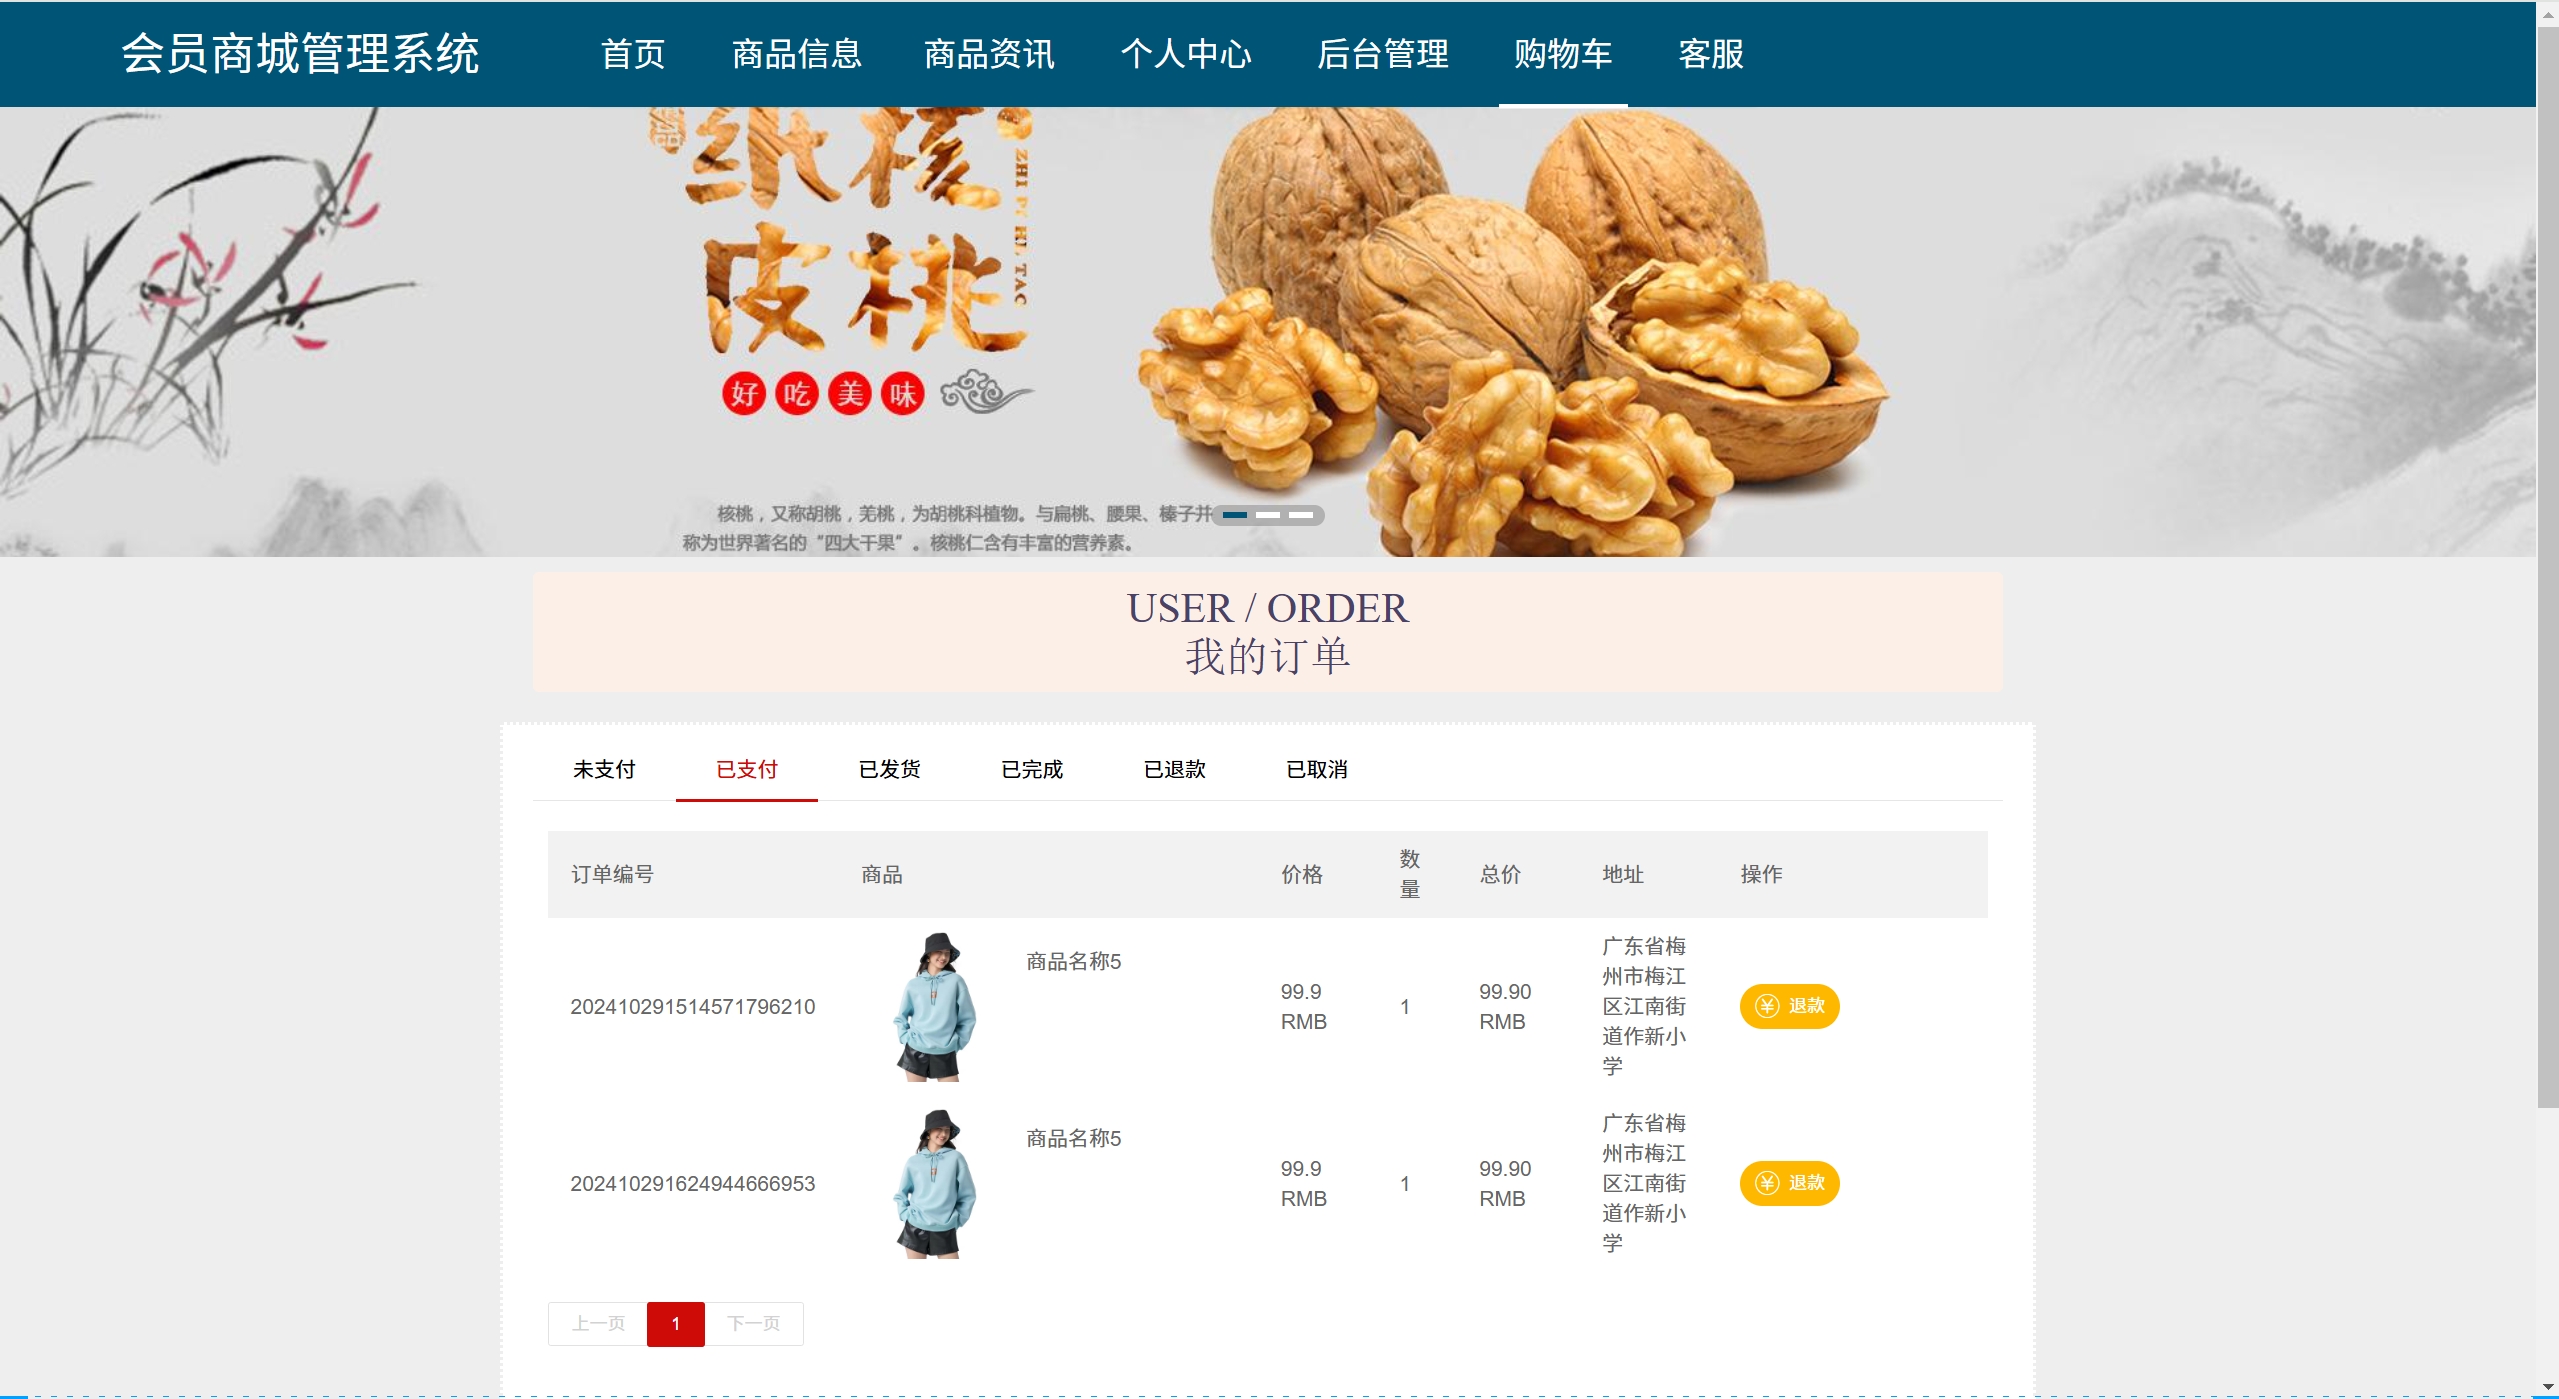 会员商城管理系统
首页
商品信息
商品资讯
个人中心
后台管理
购物车
客服
纸核
皮桃
好吃美味
核桃，又称胡桃，羌桃，为胡桃科植物。与扁桃、腰果、榛子并
称为世界著名的“四大干果”。核桃仁含有丰富的营养素。
USER / ORDER
我的订单
未支付
已支付
已发货
已完成
已退款
已取消
订单编号
商品
价格
数
量
总价
地址
操作
202410291514571796210
商品名称5
99.9
RMB
1
99.90
RMB
广东省梅
州市梅江
区江南街
道作新小
学
退款
202410291624944666953
商品名称5
99.9
RMB
1
99.90
RMB
广东省梅
州市梅江
区江南街
道作新小
学
退款
上一页
1
下一页